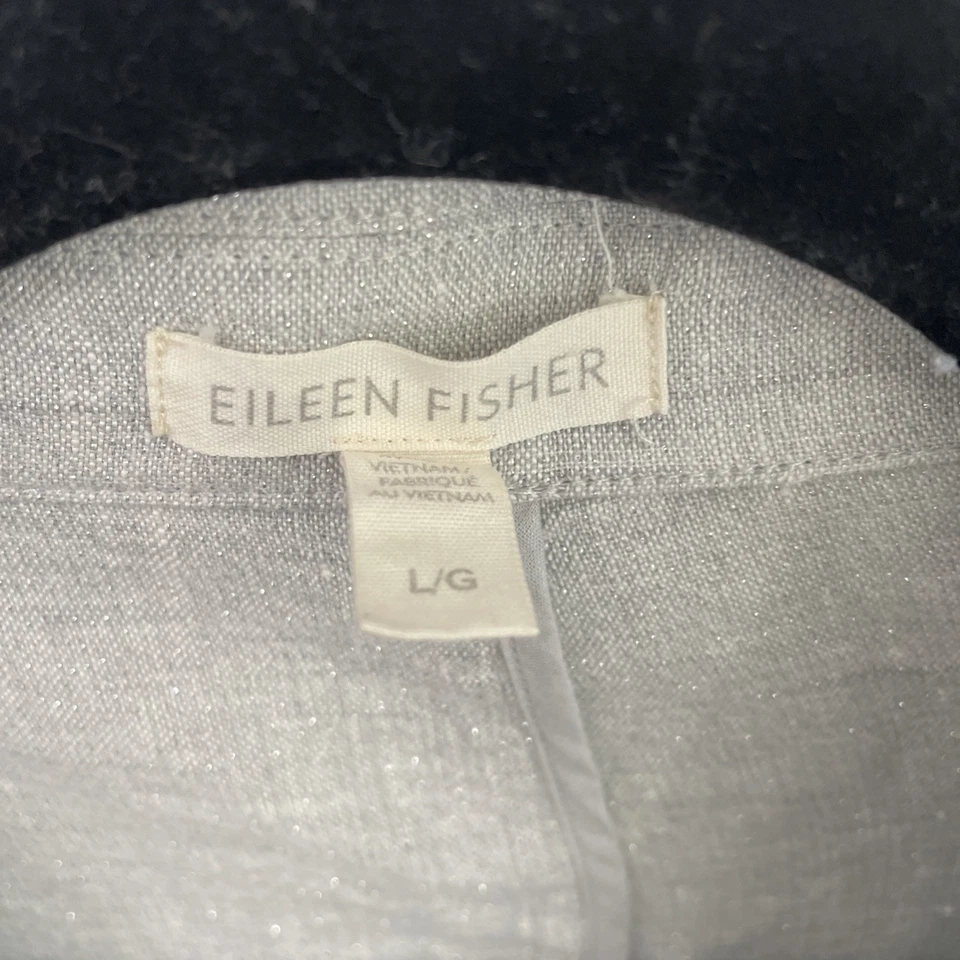 EILEEN FISHER
VIETNAM/
FABRIQUÉ
AU VIETNAM
L/G